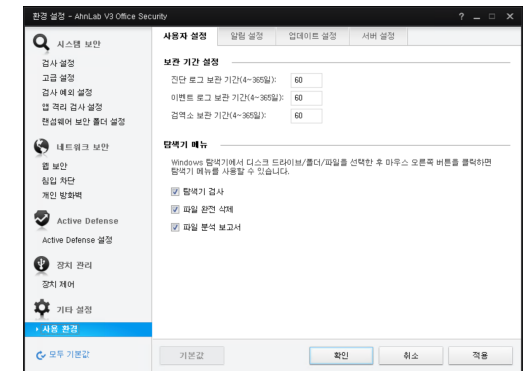 환경 설정 - AhnLab V3 Office Security
시스템 보안
검사 설정
고급 설정
검사 예외 설정
앱 격리 검사 설정
랜섬웨어 보안 폴더 설정
네트워크 보안
웹 보안
침입 차단
개인 방화벽
Active Defense
Active Defense 설정
장치 관리
장치 제어
기타 설정
사용 환경
모두 기본값
사용자 설정
알림 설정
업데이트 설정
서버 설정
보관 기간 설정
진단 로그 보관 기간(4~365일): 60
이벤트 로그 보관 기간(4~365일): 60
검역소 보관 기간(4~365일): 60
탐색기 메뉴
Windows 탐색기에서 디스크 드라이브/폴더/파일을 선택한 후 마우스 오른쪽 버튼을 클릭하면
탐색기 메뉴를 사용할 수 있습니다.
탐색기 검사
파일 완전 삭제
파일 분석 보고서
기본값
확인
취소
적용